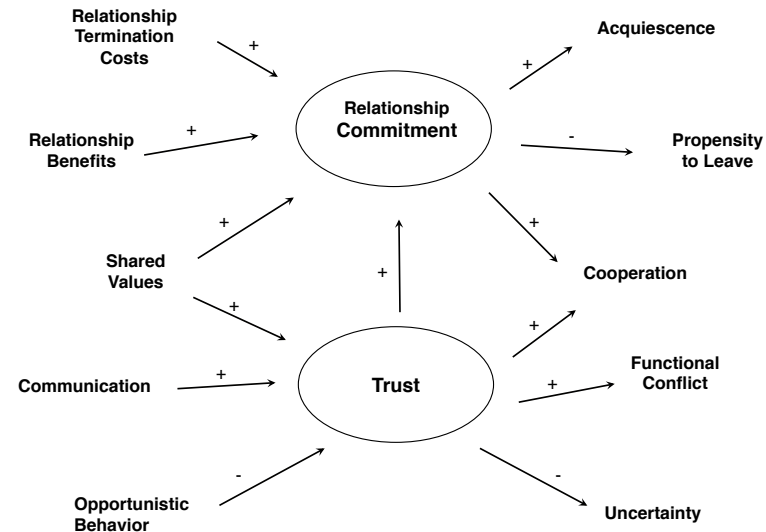 Relationship
Termination
Costs
+
Acquiescence
+
Relationship
Commitment
Relationship
Benefits
+
-
Propensity
to Leave
+
+
Shared
Values
+
Cooperation
+
+
Communication
+
Trust
+
Functional
Conflict
-
-
Opportunistic
Behavior
Uncertainty